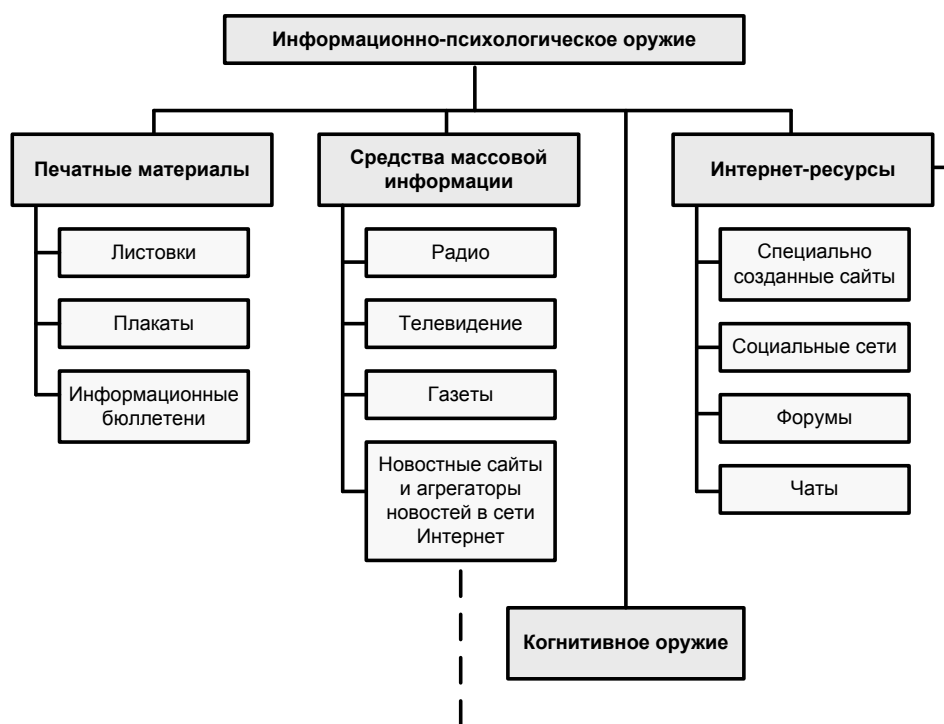 Информационно-психологическое оружие
Печатные материалы
Листовки
Плакаты
Информационные
бюллетени
Средства массовой
информации
Радио
Телевидение
Газеты
Новостные сайты
и агрегаторы
новостей в сети
Интернет
Когнитивное оружие
Интернет-ресурсы
Специально
созданные сайты
Социальные сети
Форумы
Чаты